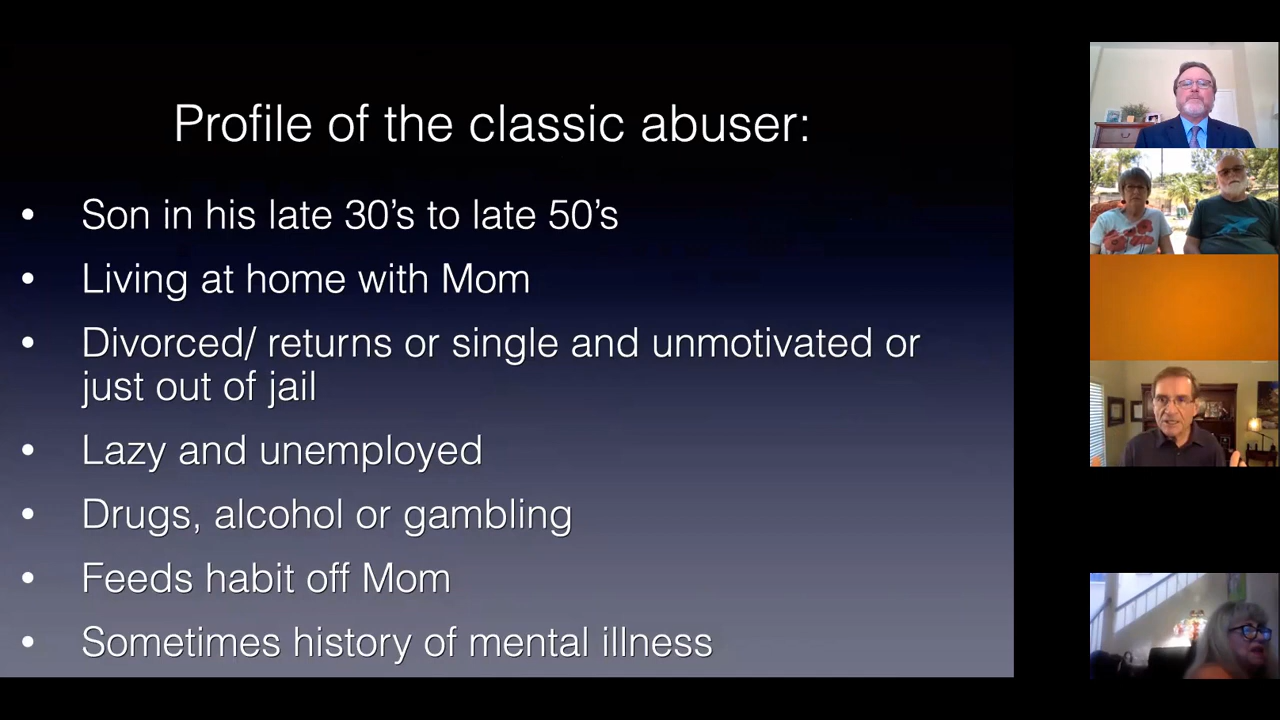 Profile of the classic abuser:
• Son in his late 30's to late 50's
• Living at home with Mom
• Divorced/ returns or single and unmotivated or
just out of jail
• Lazy and unemployed
• Drugs, alcohol or gambling
• Feeds habit off Mom
• Sometimes history of mental illness